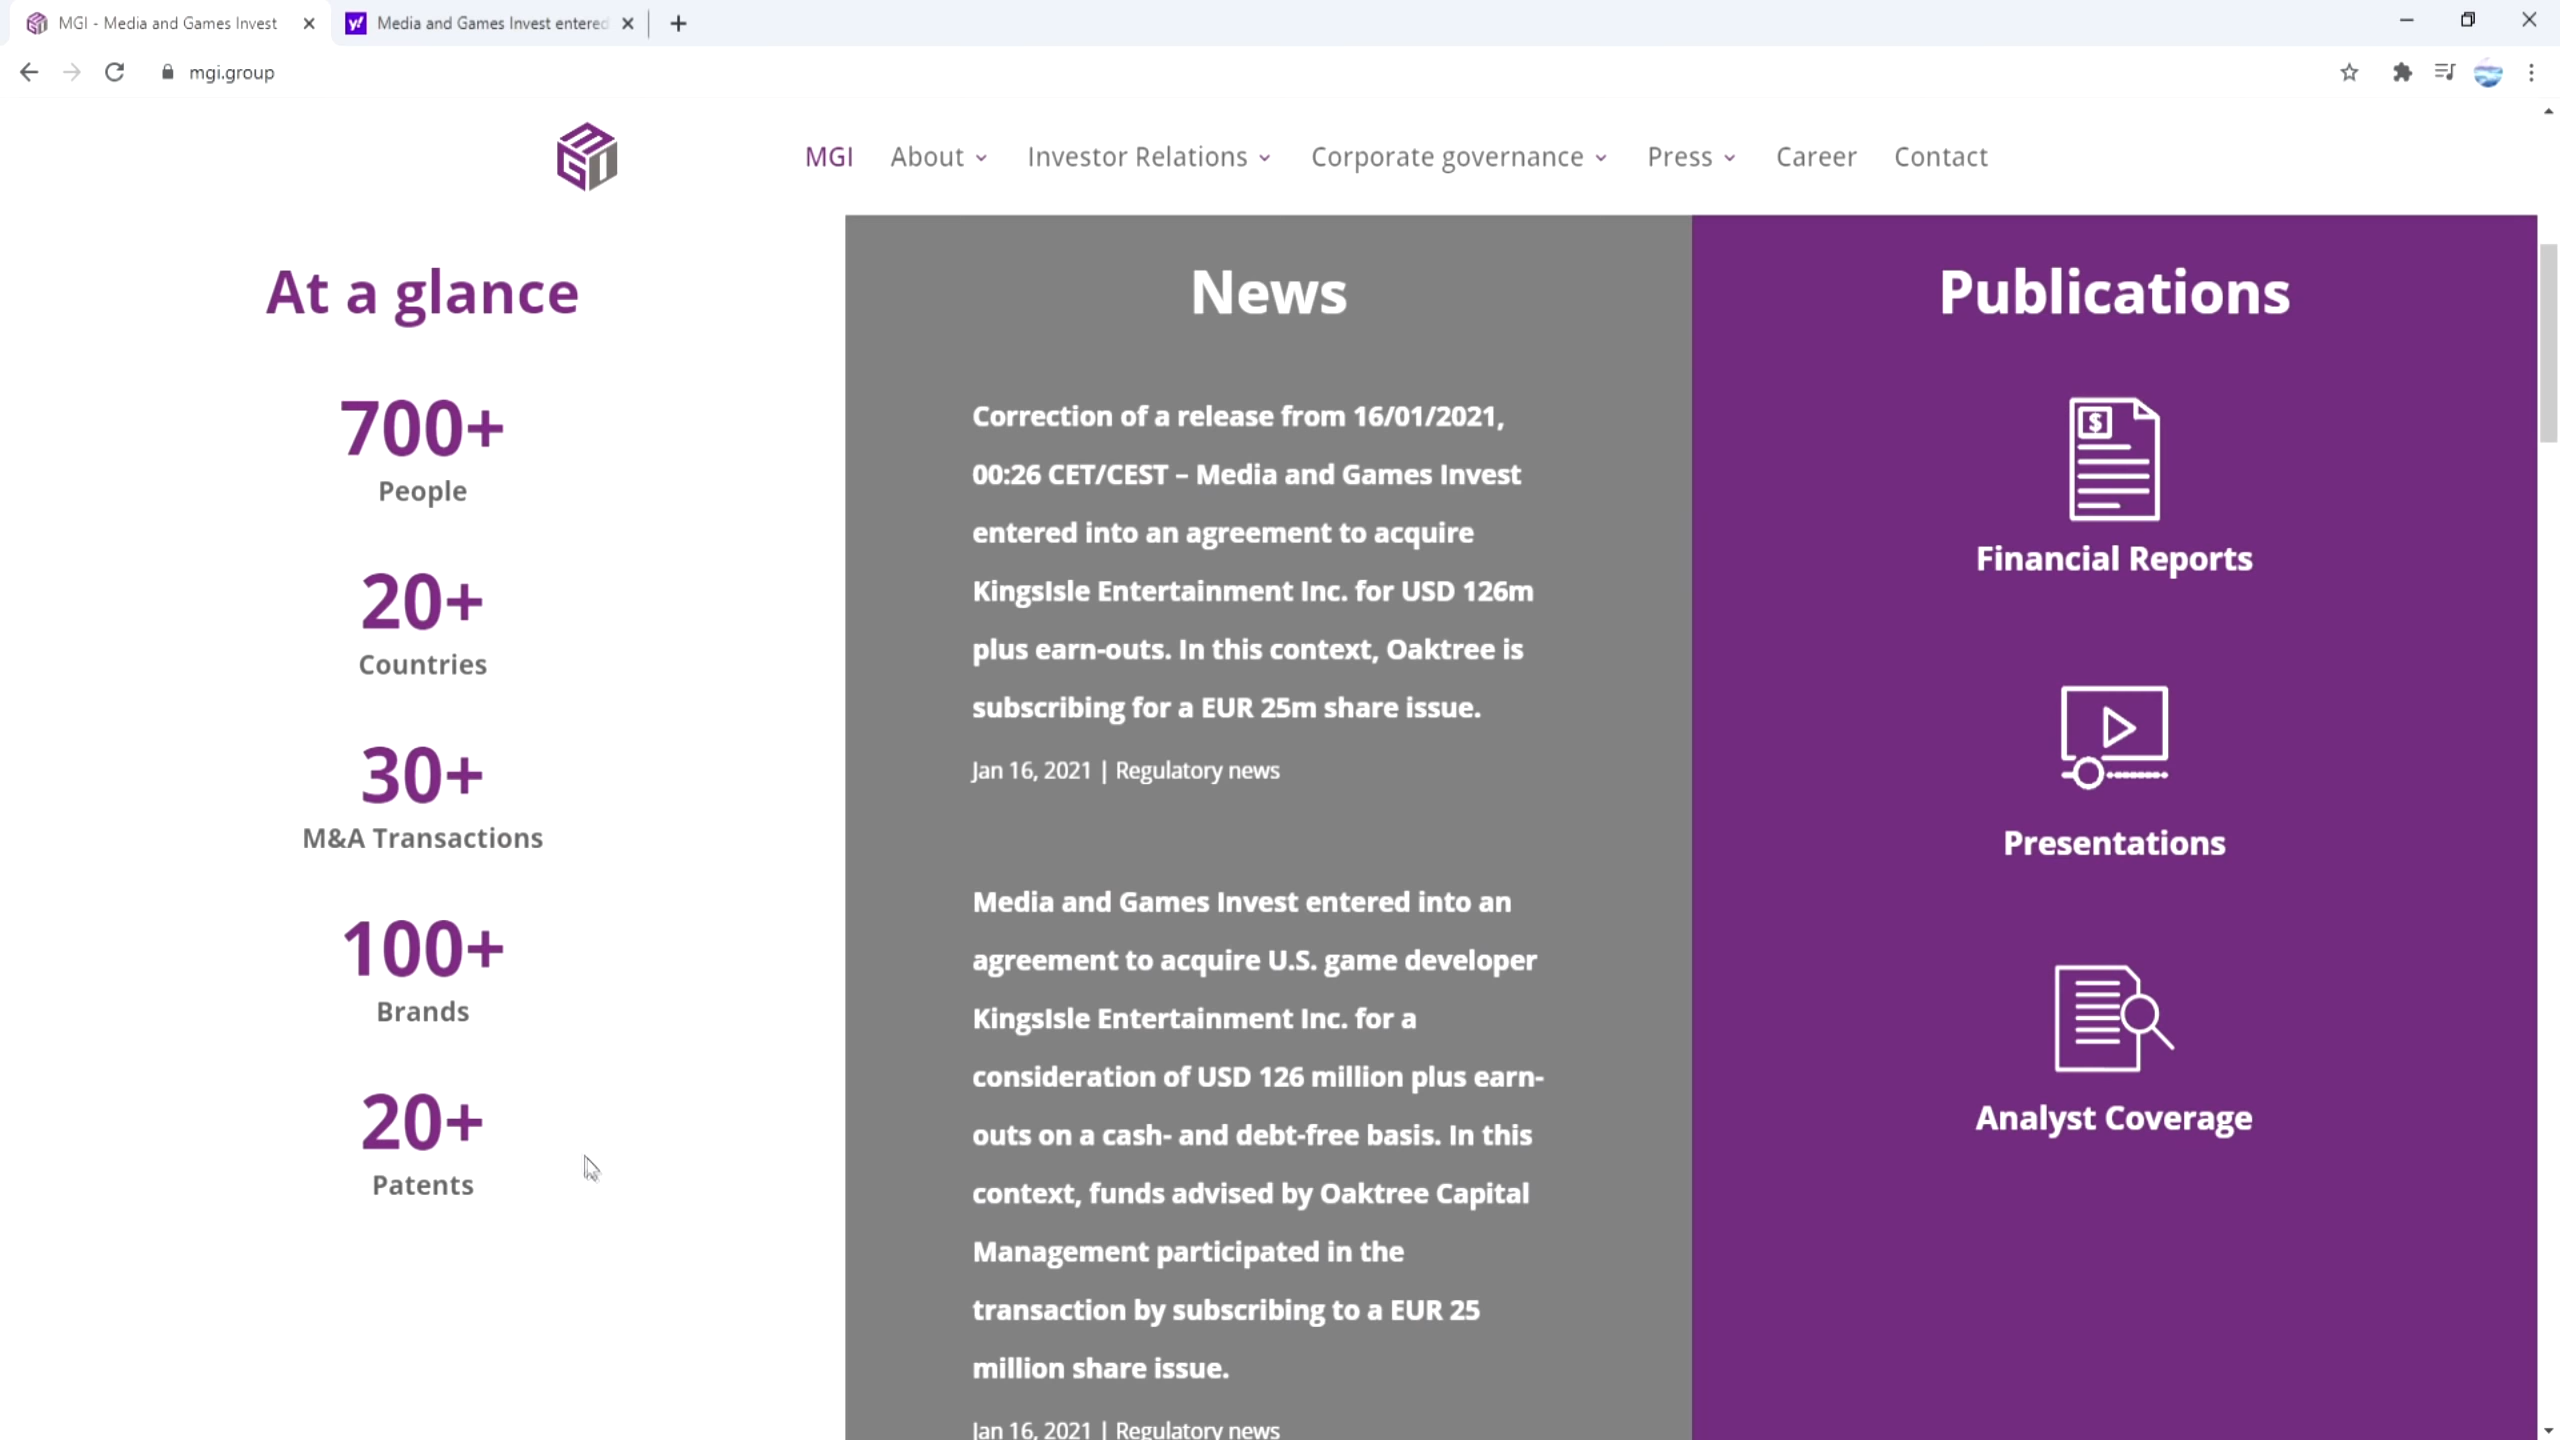 MGI - Media and Games Invest
Media and Games Invest entered
mgi.group
MGI
About
Investor Relations
Corporate governance
Press
Career
Contact
At a glance
700+
People
20+
Countries
30+
M&A Transactions
100+
Brands
20+
Patents
News
Correction of a release from 16/01/2021,
00:26 CET/CEST – Media and Games Invest
entered into an agreement to acquire
KingsIsle Entertainment Inc. for USD 126m
plus earn-outs. In this context, Oaktree is
subscribing for a EUR 25m share issue.
Jan 16, 2021 | Regulatory news
Media and Games Invest entered into an
agreement to acquire U.S. game developer
KingsIsle Entertainment Inc. for a
consideration of USD 126 million plus earn-
outs on a cash- and debt-free basis. In this
context, funds advised by Oaktree Capital
Management participated in the
transaction by subscribing to a EUR 25
million share issue.
Jan 16, 2021 | Regulatory news
Publications
$
Financial Reports
Presentations
Analyst Coverage